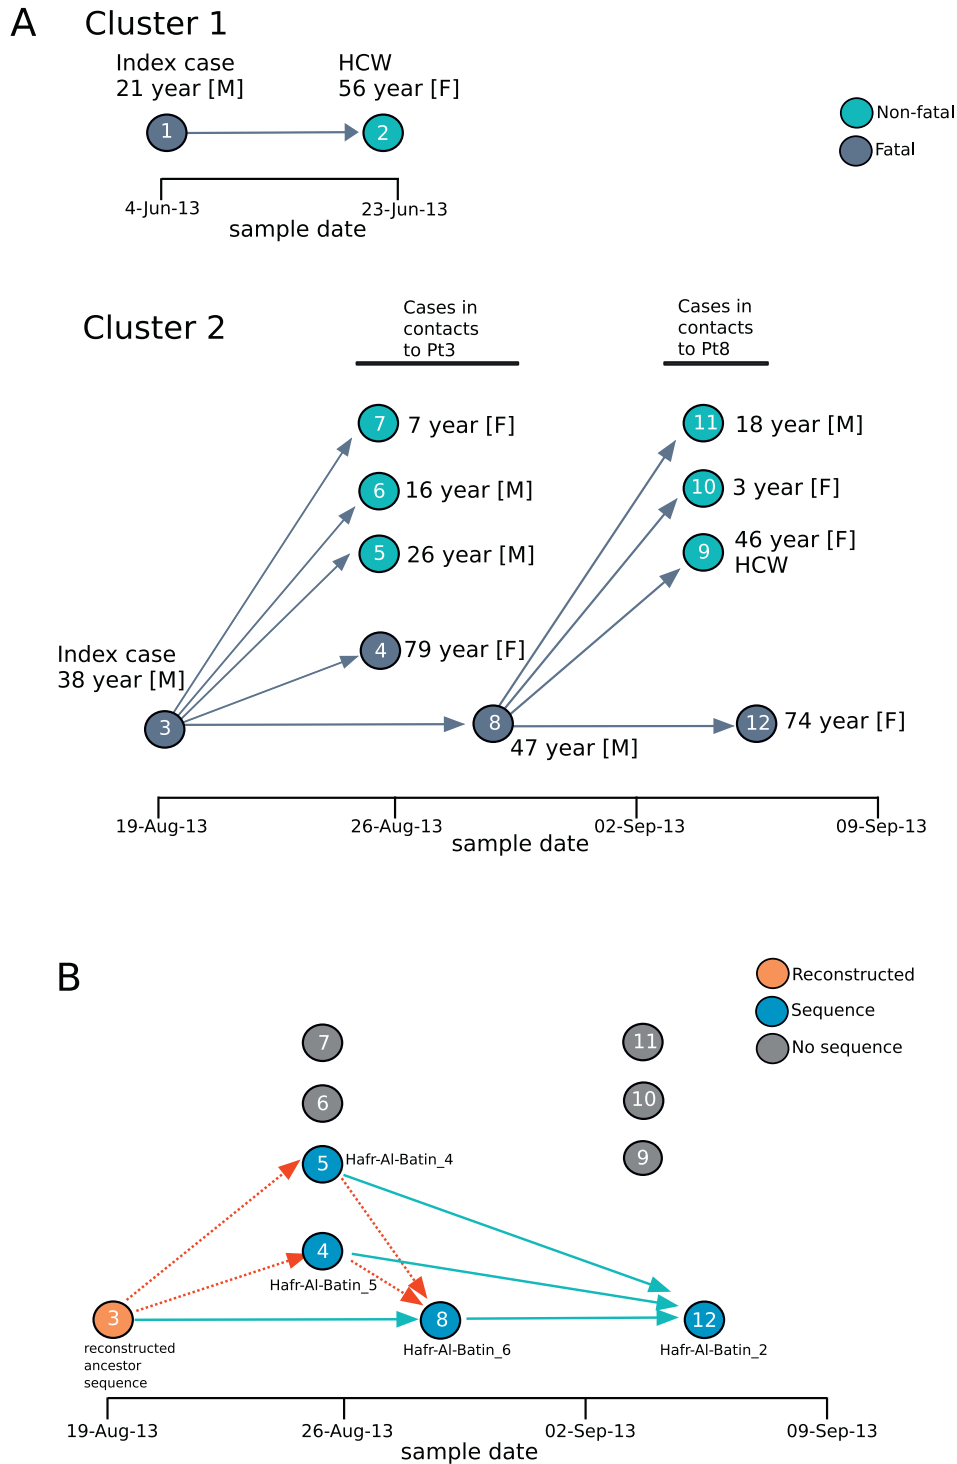 A
Cluster 1
Index case
21 year [M]
HCW
56 year [F]
1
2
Non-fatal
Fatal
4-Jun-13
23-Jun-13
sample date
Cluster 2
Cases in
contacts
to Pt3
Cases in
contacts
to Pt8
7
7 year [F]
11
18 year [M]
6
16 year [M]
10
3 year [F]
5
26 year [M]
9
46 year [F]
HCW
4
79 year [F]
Index case
38 year [M]
3
8
47 year [M]
12
74 year [F]
19-Aug-13
26-Aug-13
02-Sep-13
09-Sep-13
sample date
B
Reconstructed
Sequence
No sequence
7
11
6
10
5
Hafr-Al-Batin_4
9
4
Hafr-Al-Batin_5
3
reconstructed
ancestor
sequence
8
Hafr-Al-Batin_6
12
Hafr-Al-Batin_2
19-Aug-13
26-Aug-13
02-Sep-13
09-Sep-13
sample date